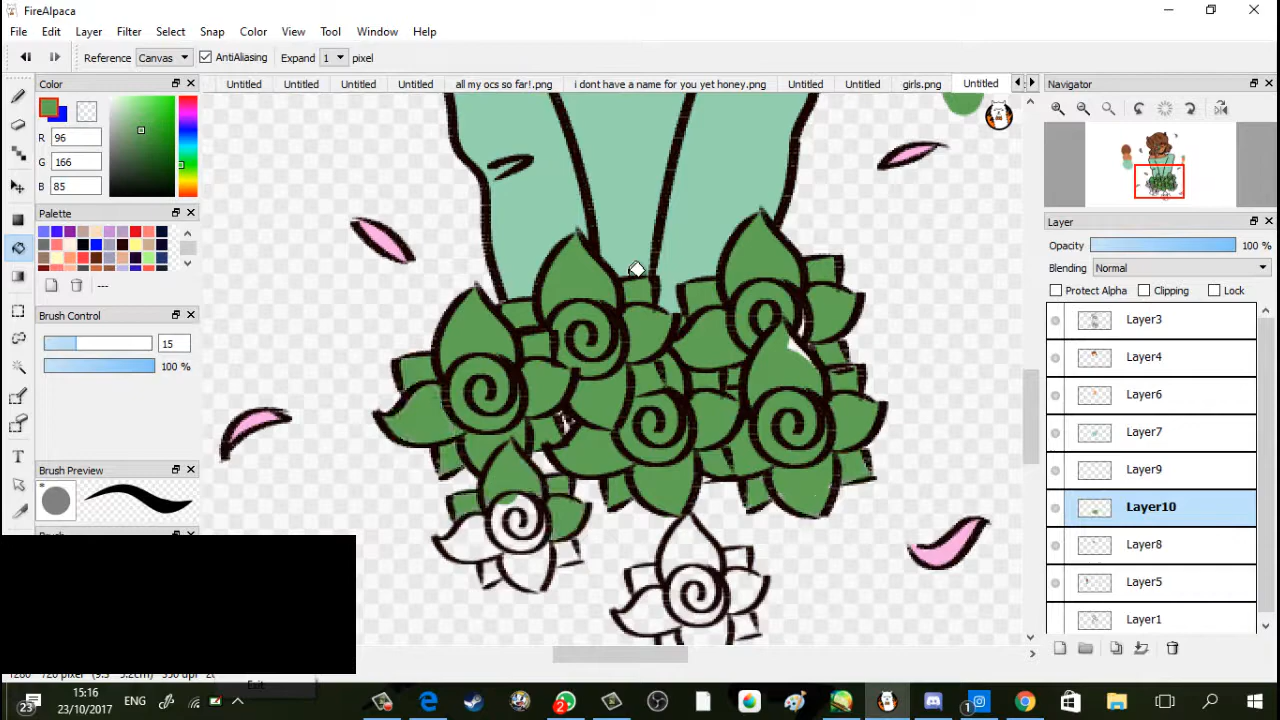 FireAlpaca
File Edit Layer Filter Select Snap Color View Tool Window Help
Reference Canvas AntiAliasing Expand 1 pixel
Color
Untitled Untitled Untitled Untitled all my ocs so far!.png i dont have a name for you yet honey.png Untitled Untitled girls.png Untitled
Navigator
R 96
G 166
B 85
Palette
---
Brush Control
15
100 %
Brush Preview
Layer
Opacity 100 %
Blending Normal
Protect Alpha Clipping Lock
Layer3
Layer4
Layer6
Layer7
Layer9
Layer10
Layer8
Layer5
Layer1
Exit
23
15:16
23/10/2017
ENG
2
1